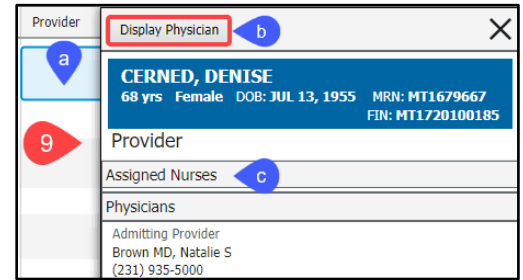 Provider
Display Physician
b
a
CERNED, DENISE
68 yrs Female DOB: JUL 13, 1955 MRN: MT1679667
FIN: MT1720100185
9
Provider
Assigned Nurses
c
Physicians
Admitting Provider
Brown MD, Natalie S
(231) 935-5000